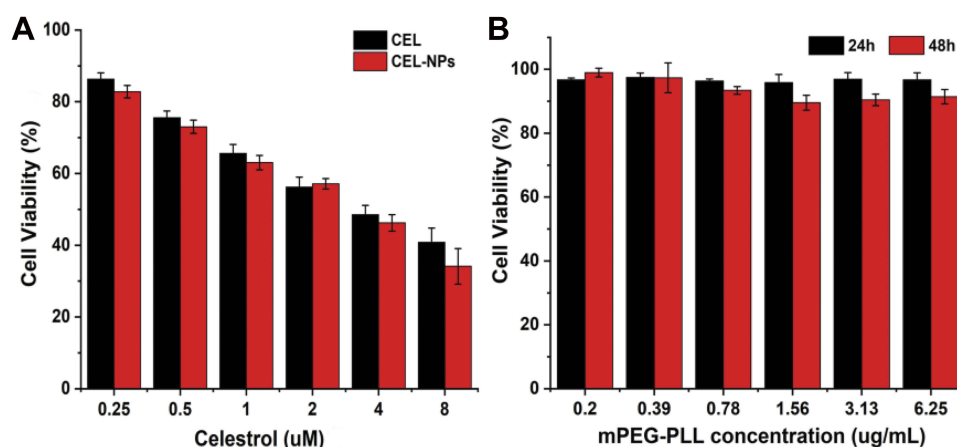 A
CEL
CEL-NPs
Cell Viability (%)
100
80
60
40
20
0
0.25 0.5 1 2 4 8
Celestrol (uM)
B
24h 48h
Cell Viability (%)
100
80
60
40
20
0
0.2 0.39 0.78 1.56 3.13 6.25
mPEG-PLL concentration (ug/mL)